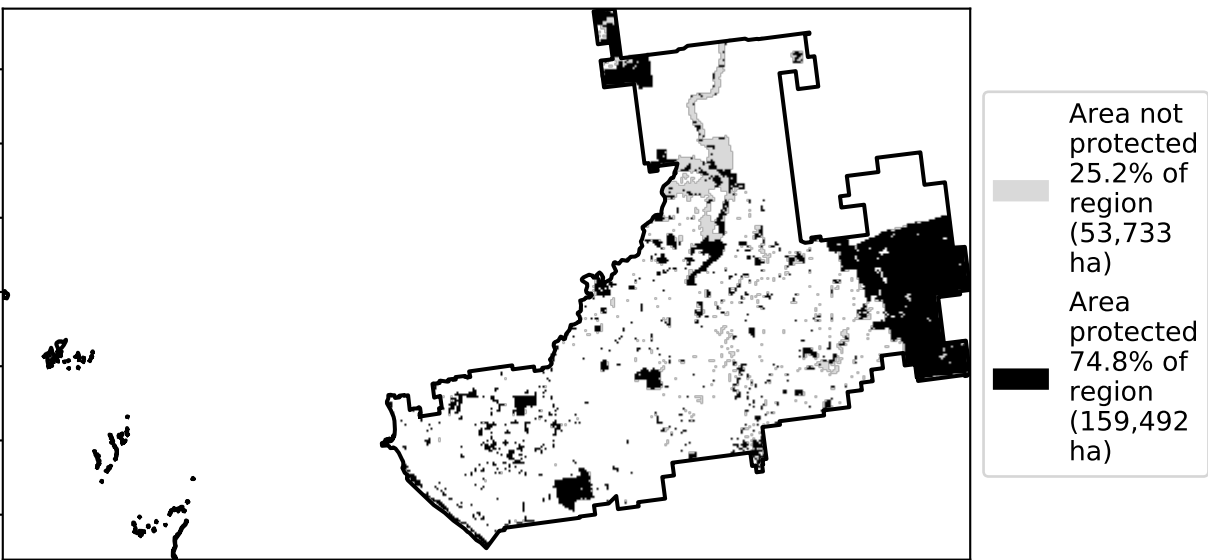 Area not
protected
25.2% of
region
(53,733
ha)
Area
protected
74.8% of
region
(159,492
ha)